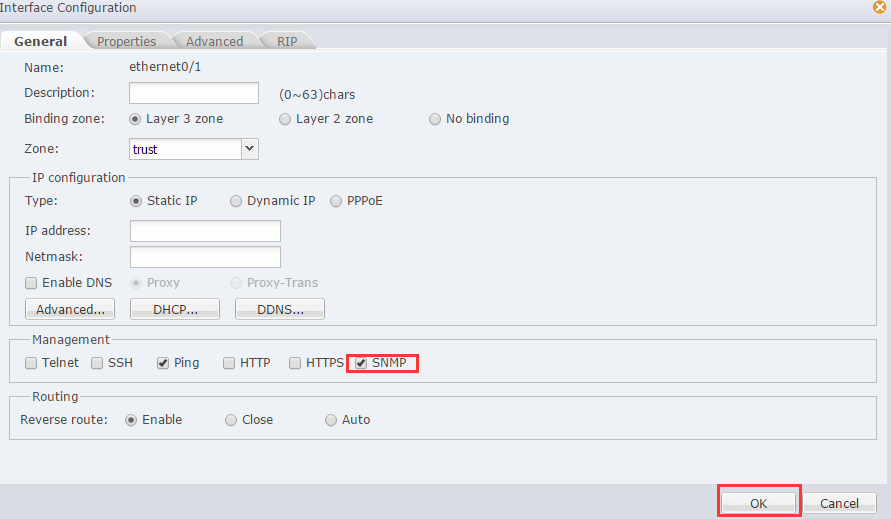 Interface Configuration
General Properties Advanced RIP
Name: ethernet0/1
Description: (0~63)chars
Binding zone: Layer 3 zone Layer 2 zone No binding
Zone: trust
IP configuration
Type: Static IP Dynamic IP PPPoE
IP address:
Netmask:
Enable DNS Proxy Proxy-Trans
Advanced... DHCP... DDNS...
Management
Telnet SSH Ping HTTP HTTPS SNMP
Routing
Reverse route: Enable Close Auto
OK Cancel